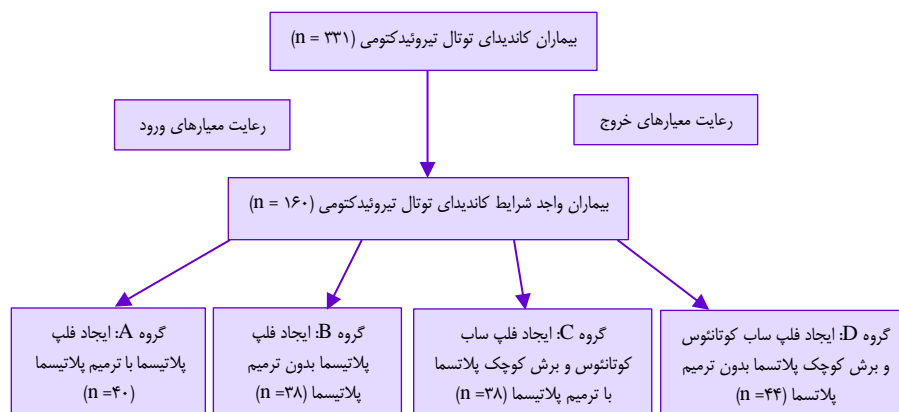 بیماران کاندیدای توتال تیروئیدکتومی (n = ۳۳۱)
رعایت معیارهای خروج
رعایت معیارهای ورود
بیماران واجد شرایط کاندیدای توتال تیروئیدکتومی (n = ۱۶۰)
گروه D: ایجاد فلپ ساب کوتانئوس
و برش کوچک پلاتسما بدون ترمیم
پلاتسما (n =۴۴)
گروه C: ایجاد فلپ ساب
کوتانئوس و برش کوچک پلاتسما
با ترمیم پلاتیسما (n =۳۸)
گروه B: ایجاد فلپ
پلاتیسما بدون ترمیم
پلاتیسما (n =۳۸)
گروه A: ایجاد فلپ
پلاتیسما با ترمیم پلاتیسما
(n =۴۰)